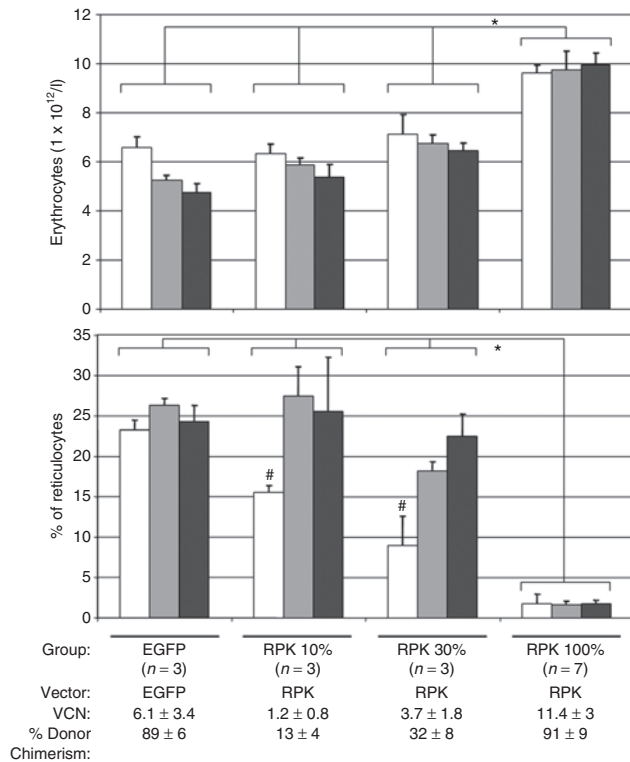 12
10
8
6
4
2
0
Erythrocytes (1 x 10¹²/l)
*
35
30
25
20
15
10
5
0
% of reticulocytes
*
#
#
Group: EGFP RPK 10% RPK 30% RPK 100%
(n = 3) (n = 3) (n = 3) (n = 7)
Vector: EGFP RPK RPK RPK
VCN: 6.1 ± 3.4 1.2 ± 0.8 3.7 ± 1.8 11.4 ± 3
% Donor 89 ± 6 13 ± 4 32 ± 8 91 ± 9
Chimerism: